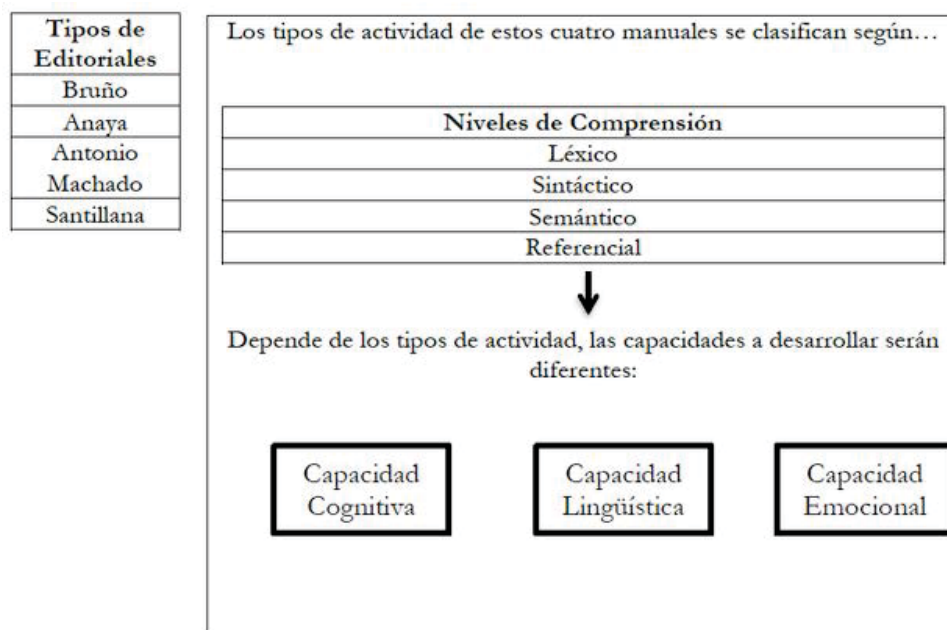 Tipos de
Editoriales
Bruño
Anaya
Antonio
Machado
Santillana
Los tipos de actividad de estos cuatro manuales se clasifican según…
Niveles de Comprensión
Léxico
Sintáctico
Semántico
Referencial
Depende de los tipos de actividad, las capacidades a desarrollar serán
diferentes:
Capacidad
Cognitiva
Capacidad
Lingüística
Capacidad
Emocional